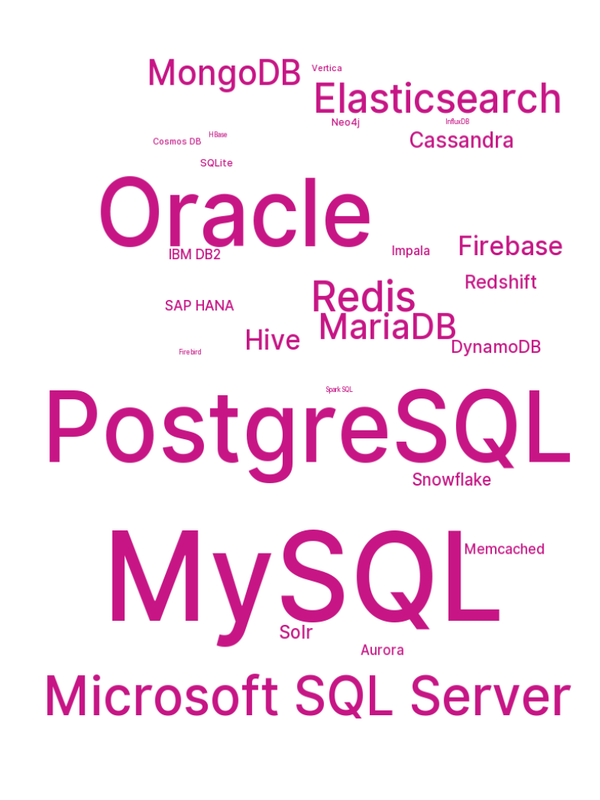 Vertica
MongoDB
Elasticsearch
Neo4j
InfluxDB
HBase
Cosmos DB
Cassandra
SQLite
Oracle
Firebase
Impala
IBM DB2
Redshift
Redis
SAP HANA
MariaDB
Hive
DynamoDB
Firebird
Spark SQL
PostgreSQL
Snowflake
MySQL
Memcached
Solr
Aurora
Microsoft SQL Server